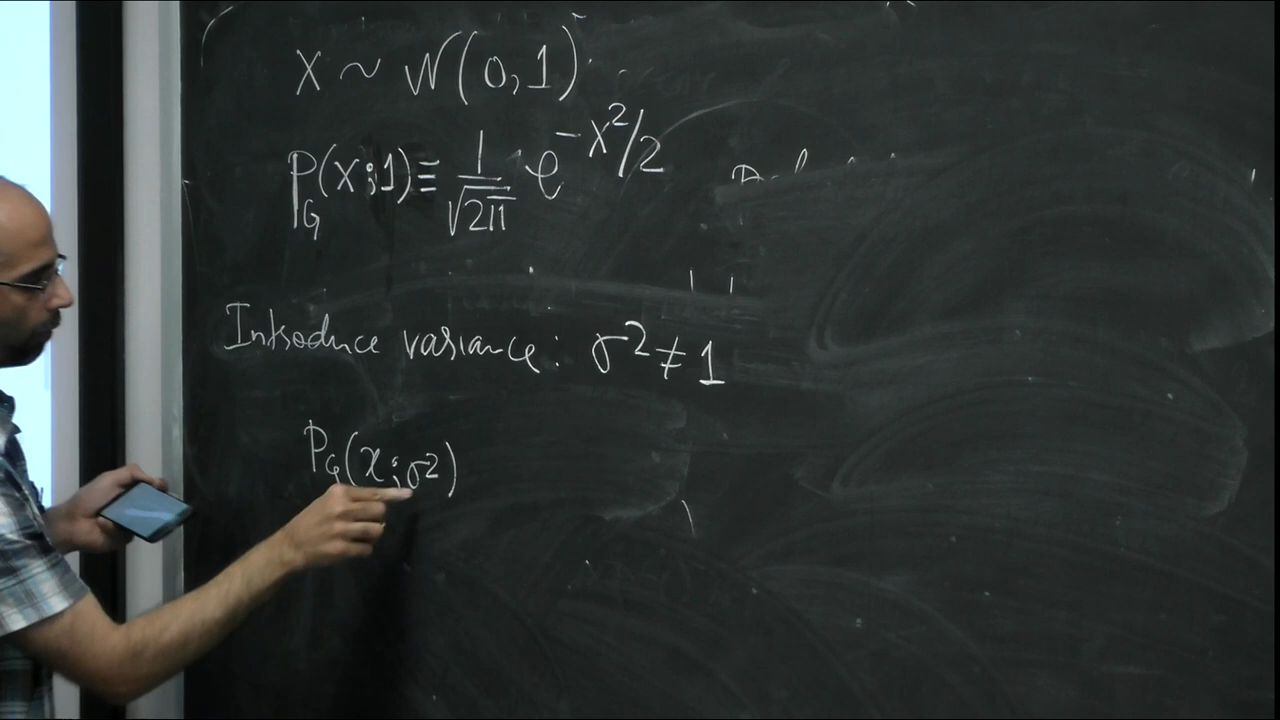 X ~ N(0,1)
P_G(x;1) ≡ 1/√2π e^{-x²/2}
Introduce variance: σ² ≠ 1
P_G(x;σ²)